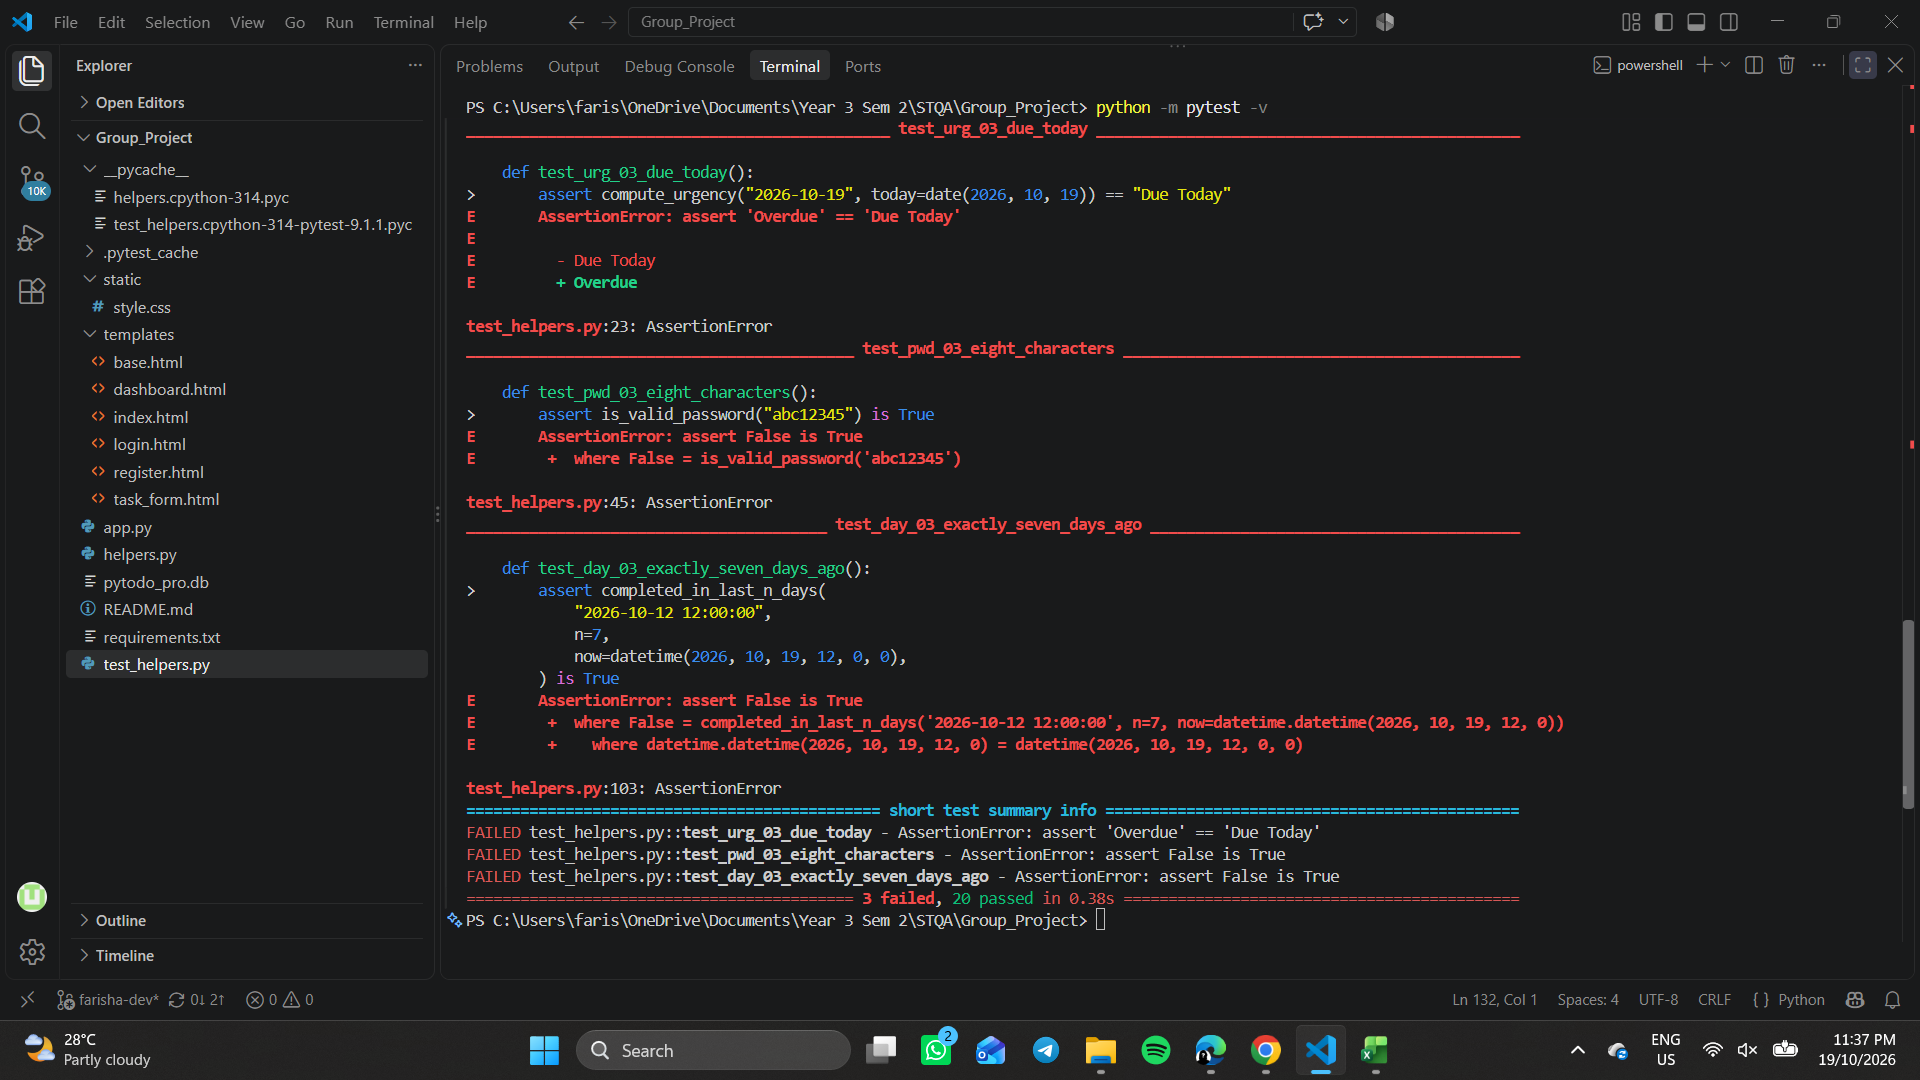 File Edit Selection View Go Run Terminal Help
Group_Project
Explorer
Open Editors
Group_Project
__pycache__
helpers.cpython-314.pyc
test_helpers.cpython-314-pytest-9.1.1.pyc
.pytest_cache
static
# style.css
templates
<> base.html
<> dashboard.html
<> index.html
<> login.html
<> register.html
<> task_form.html
app.py
helpers.py
pytodo_pro.db
README.md
requirements.txt
test_helpers.py
Outline
Timeline
10K
Problems Output Debug Console Terminal Ports
powershell
PS C:\Users\faris\OneDrive\Documents\Year 3 Sem 2\STQA\Group_Project> python -m pytest -v
_______________________________________________ test_urg_03_due_today _______________________________________________
def test_urg_03_due_today():
> assert compute_urgency("2026-10-19", today=date(2026, 10, 19)) == "Due Today"
E AssertionError: assert 'Overdue' == 'Due Today'
E
E - Due Today
E + Overdue
test_helpers.py:23: AssertionError
___________________________________________ test_pwd_03_eight_characters ____________________________________________
def test_pwd_03_eight_characters():
> assert is_valid_password("abc12345") is True
E AssertionError: assert False is True
E + where False = is_valid_password('abc12345')
test_helpers.py:45: AssertionError
________________________________________ test_day_03_exactly_seven_days_ago _________________________________________
def test_day_03_exactly_seven_days_ago():
> assert completed_in_last_n_days(
"2026-10-12 12:00:00",
n=7,
now=datetime(2026, 10, 19, 12, 0, 0),
) is True
E AssertionError: assert False is True
E + where False = completed_in_last_n_days('2026-10-12 12:00:00', n=7, now=datetime.datetime(2026, 10, 19, 12, 0))
E + where datetime.datetime(2026, 10, 19, 12, 0) = datetime(2026, 10, 19, 12, 0, 0)
test_helpers.py:103: AssertionError
============================================== short test summary info ==============================================
FAILED test_helpers.py::test_urg_03_due_today - AssertionError: assert 'Overdue' == 'Due Today'
FAILED test_helpers.py::test_pwd_03_eight_characters - AssertionError: assert False is True
FAILED test_helpers.py::test_day_03_exactly_seven_days_ago - AssertionError: assert False is True
=========================================== 3 failed, 20 passed in 0.38s ============================================
PS C:\Users\faris\OneDrive\Documents\Year 3 Sem 2\STQA\Group_Project>
farisha-dev* 0↓ 2↑ 0 0
Ln 132, Col 1 Spaces: 4 UTF-8 CRLF { } Python
28°C
Partly cloudy
Search
2
ENG
US
11:37 PM
19/10/2026